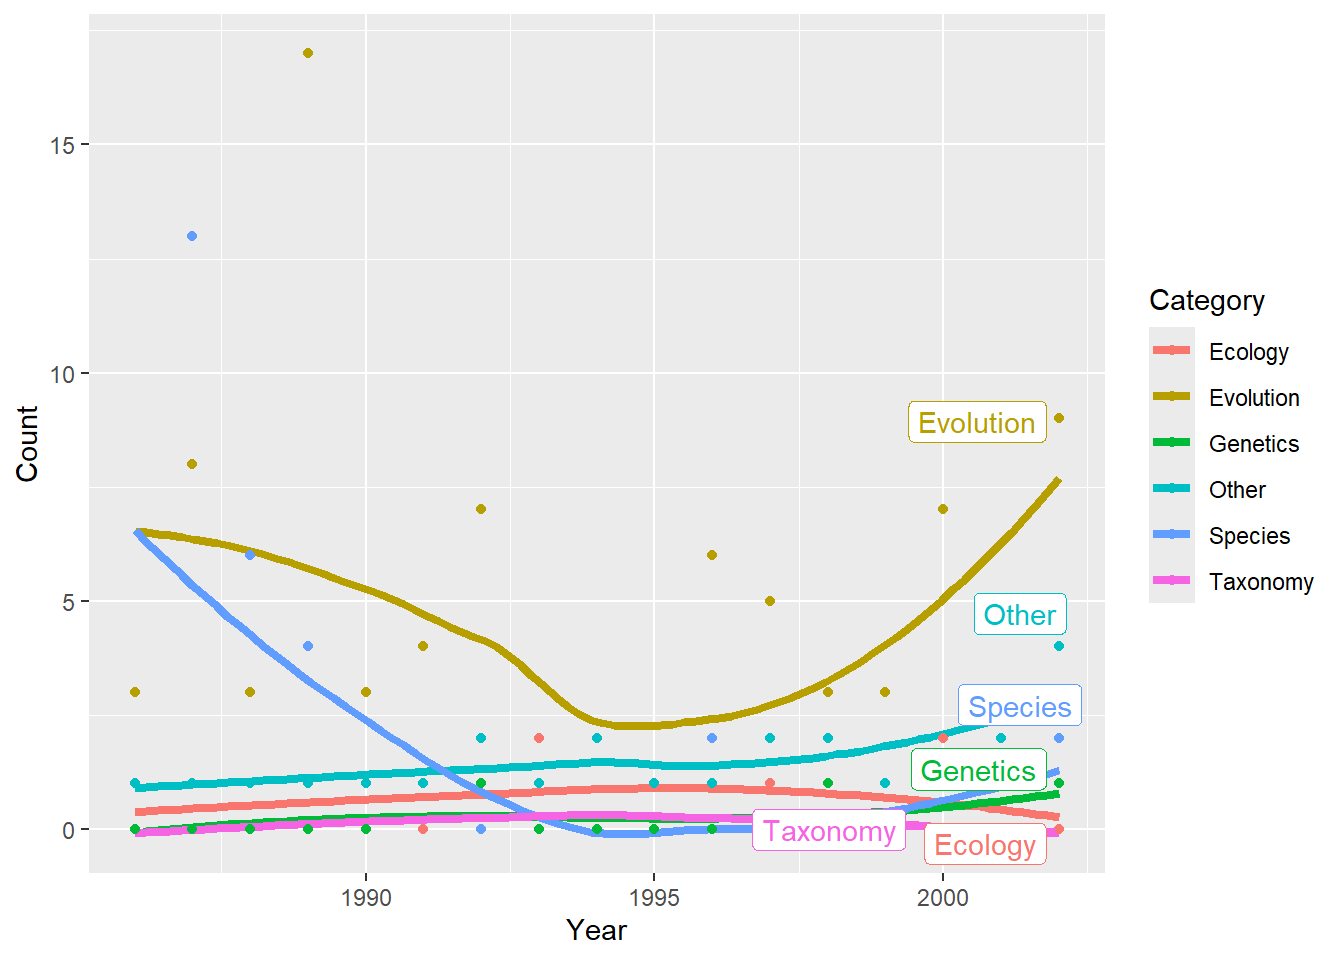 15
10
5
0
Count
1990
1995
2000
Year
Evolution
Other
Species
Genetics
Taxonomy
Ecology
Category
Ecology
Evolution
Genetics
Other
Species
Taxonomy